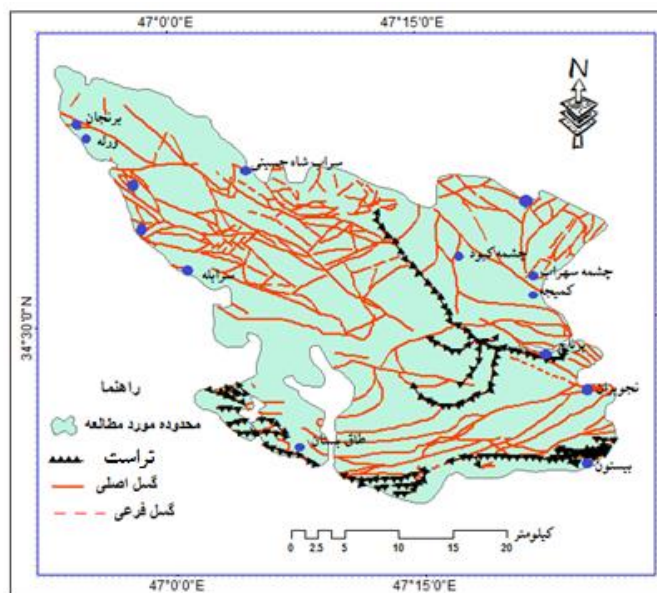 47°0'0"E
47°15'0"E
N
برنجان
ورله
سراب شاه حسینی
چشمه کبود
چشمه سهراب
سرابله
کمیجه
34°30'0"N
برناج
نجوبران
راهنما
محدوده مورد مطالعه
طاق بستان
تراست
بیستون
گسل اصلی
گسل فرعی
کیلومتر
0 2.5 5 10 15 20
47°0'0"E
47°15'0"E